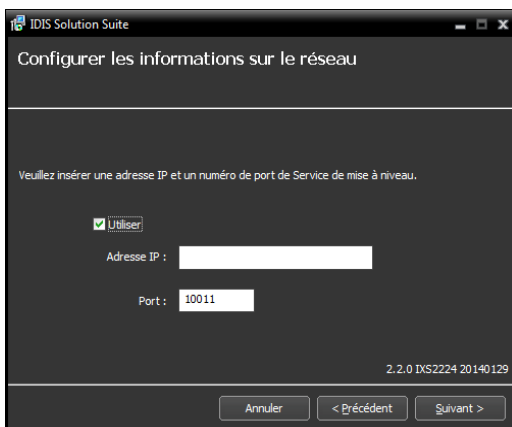 IDIS Solution Suite
Configurer les informations sur le réseau
Veuillez insérer une adresse IP et un numéro de port de Service de mise à niveau.
Utiliser
Adresse IP :
Port : 10011
2.2.0 IXS2224 20140129
Annuler < Précédent Suivant >